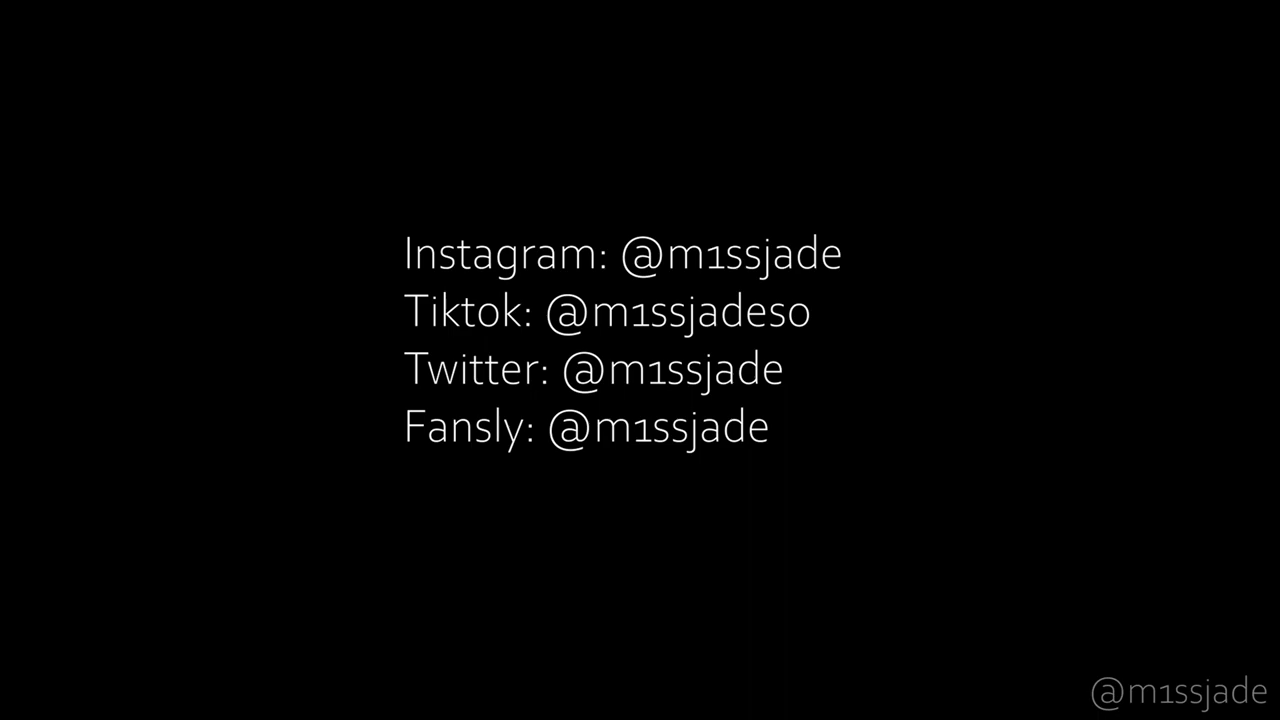 Instagram: @m1ssjade
Tiktok: @m1ssjadeso
Twitter: @m1ssjade
Fansly: @m1ssjade
@m1ssjade